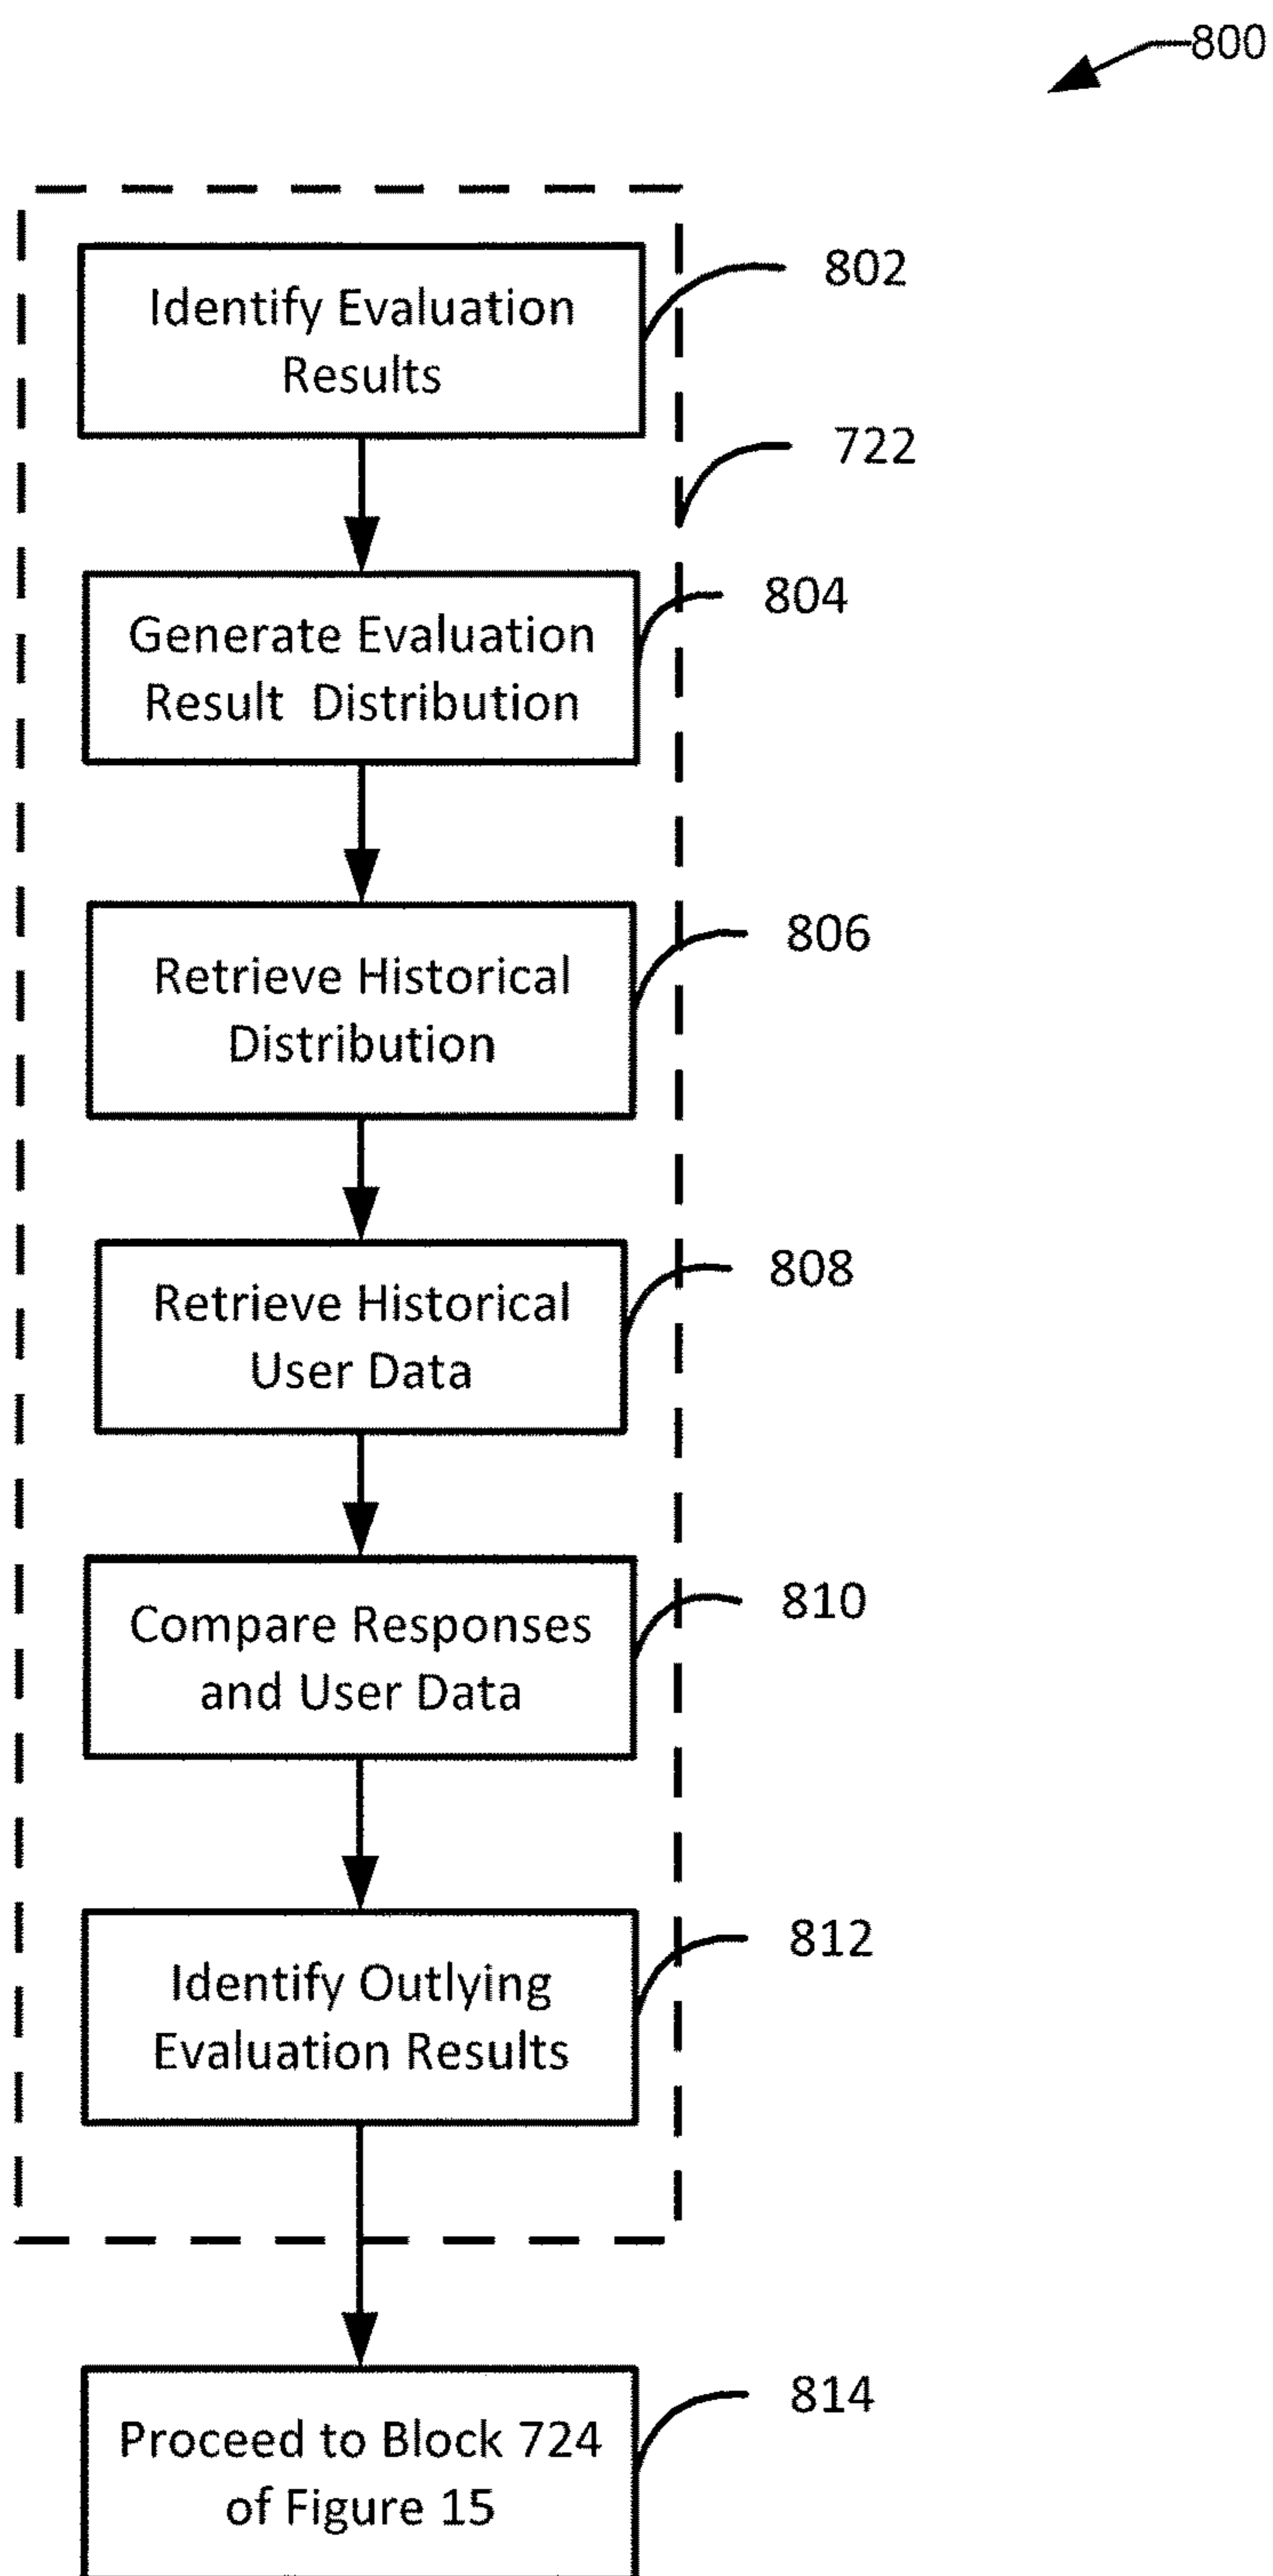 800
Identify Evaluation
Results
802
722
Generate Evaluation
Result  Distribution
804
Retrieve Historical
Distribution
806
Retrieve Historical
User Data
808
Compare Responses
and User Data
810
Identify Outlying
Evaluation Results
812
Proceed to Block 724
of Figure 15
814